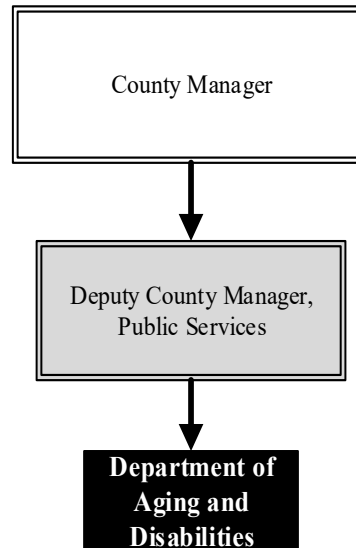 County Manager
Deputy County Manager,
Public Services
Department of
Aging and
Disabilities